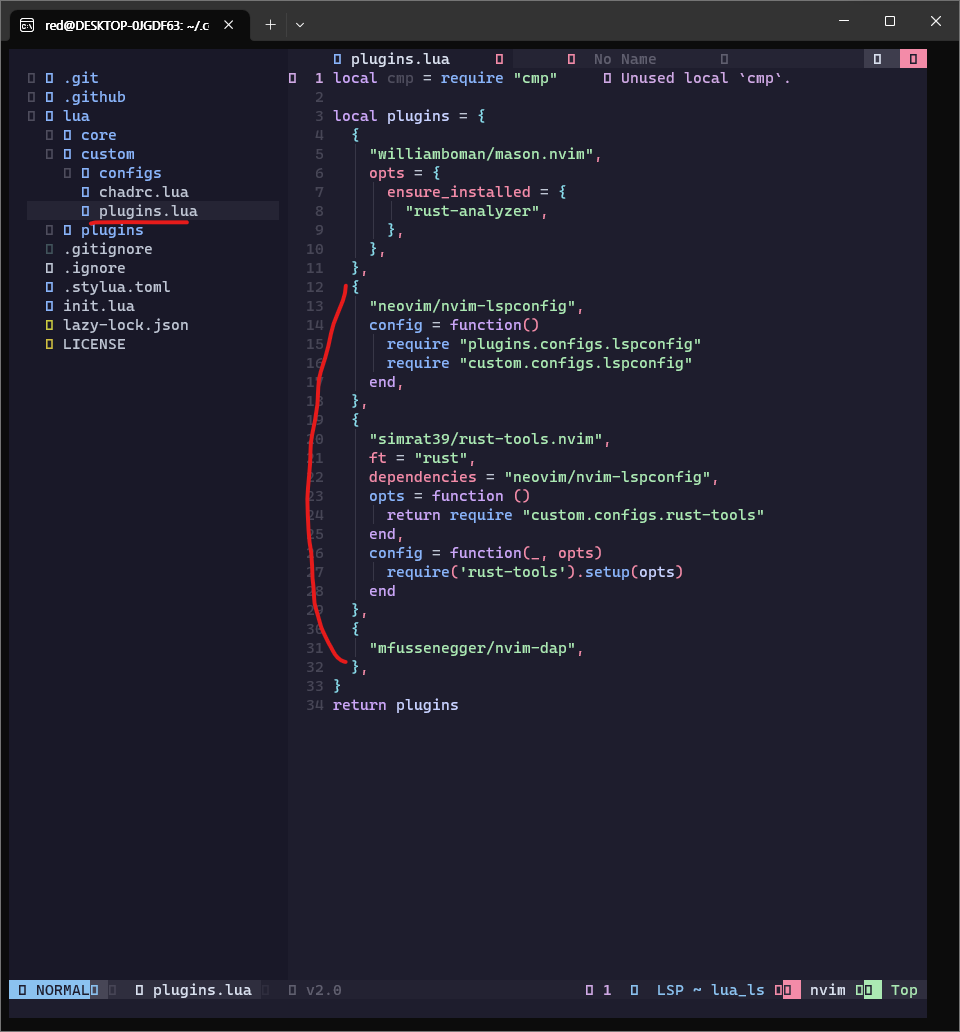 red@DESKTOP-0JGDF63: ~/.c
.git
.github
lua
core
custom
configs
chadrc.lua
plugins.lua
plugins
.gitignore
.ignore
.stylua.toml
init.lua
lazy-lock.json
LICENSE
plugins.lua No Name
1 local cmp = require "cmp" Unused local `cmp`.
2
3 local plugins = {
4 {
5 "williamboman/mason.nvim",
6 opts = {
7 ensure_installed = {
8 "rust-analyzer",
9 },
10 },
11 },
12 {
13 "neovim/nvim-lspconfig",
14 config = function()
15 require "plugins.configs.lspconfig"
16 require "custom.configs.lspconfig"
17 end,
18 },
19 {
20 "simrat39/rust-tools.nvim",
21 ft = "rust",
22 dependencies = "neovim/nvim-lspconfig",
23 opts = function ()
24 return require "custom.configs.rust-tools"
25 end,
26 config = function(_, opts)
27 require('rust-tools').setup(opts)
28 end
29 },
30 {
31 "mfussenegger/nvim-dap",
32 },
33 }
34 return plugins
NORMAL plugins.lua v2.0 1 LSP ~ lua_ls nvim Top